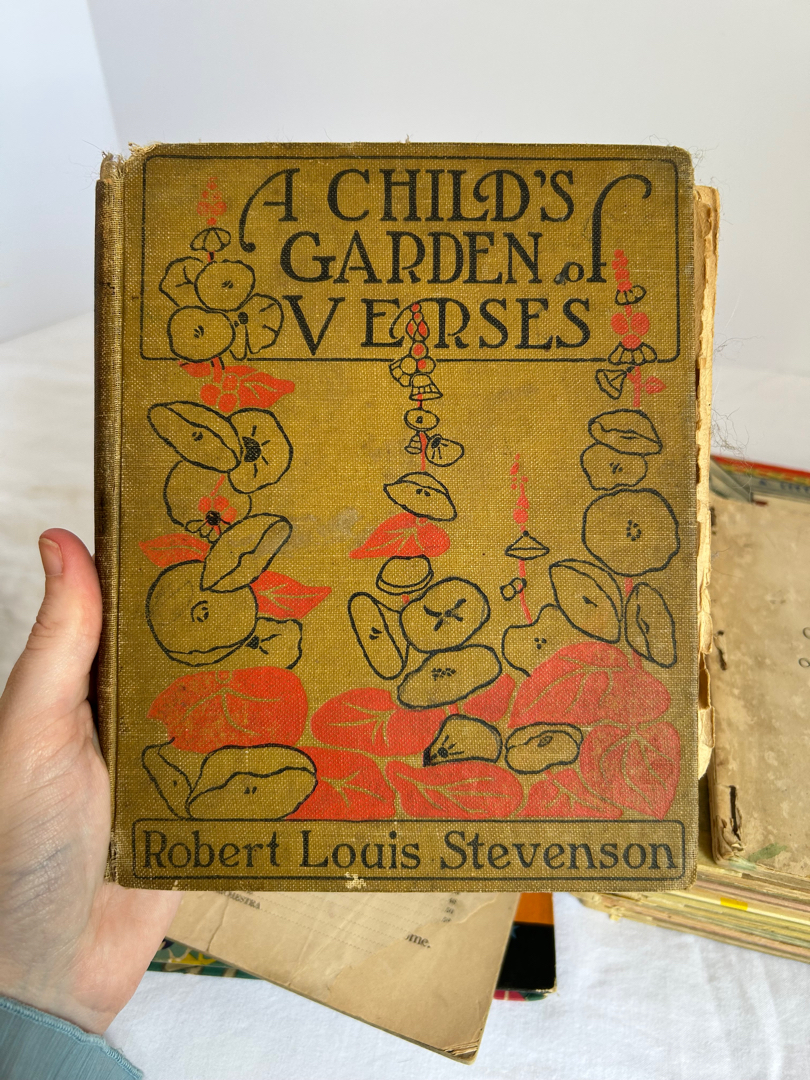 A CHILD'S
GARDEN of
VERSES
Robert Louis Stevenson